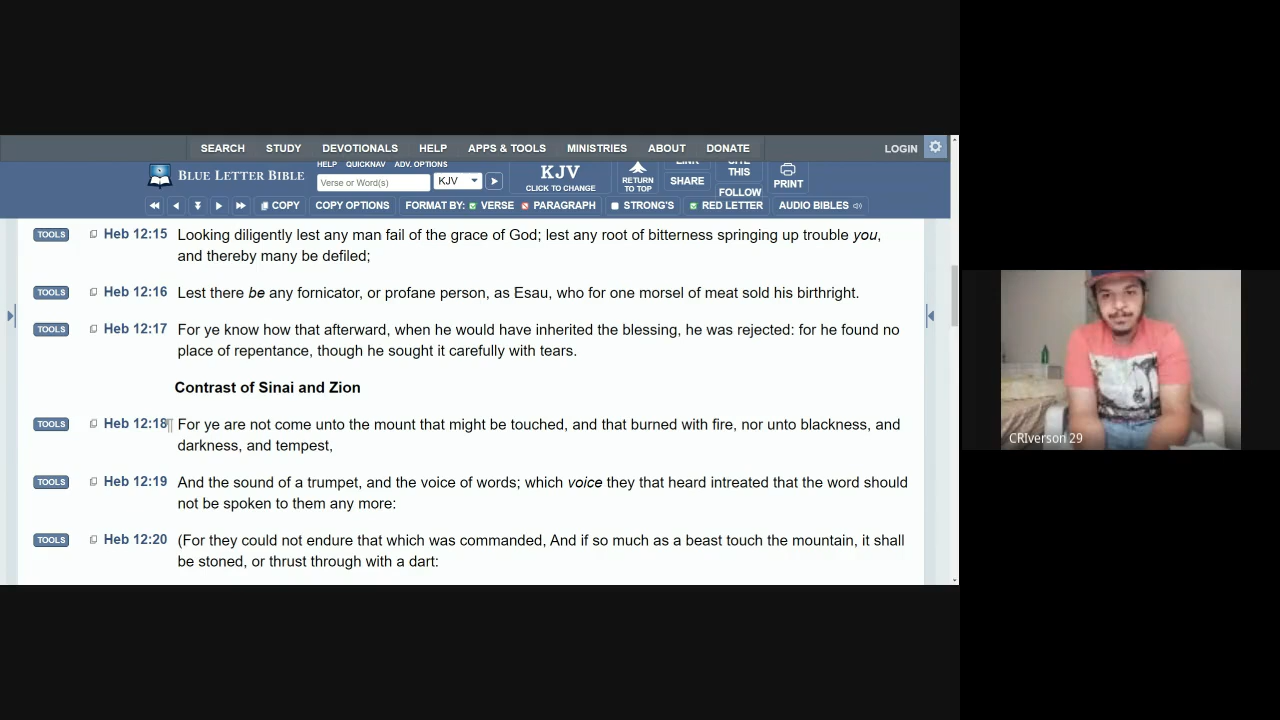 SEARCH STUDY DEVOTIONALS HELP APPS & TOOLS MINISTRIES ABOUT DONATE LOGIN
HELP QUICKNAV ADV. OPTIONS
BLUE LETTER BIBLE
Verse or Word(s) KJV
KJV
CLICK TO CHANGE
RETURN
TO TOP
LINK
SHARE
CITE
THIS
FOLLOW
PRINT
COPY COPY OPTIONS FORMAT BY: VERSE PARAGRAPH STRONG'S RED LETTER AUDIO BIBLES
TOOLS Heb 12:15 Looking diligently lest any man fail of the grace of God; lest any root of bitterness springing up trouble you,
and thereby many be defiled;
TOOLS Heb 12:16 Lest there be any fornicator, or profane person, as Esau, who for one morsel of meat sold his birthright.
TOOLS Heb 12:17 For ye know how that afterward, when he would have inherited the blessing, he was rejected: for he found no
place of repentance, though he sought it carefully with tears.
Contrast of Sinai and Zion
TOOLS Heb 12:18¶ For ye are not come unto the mount that might be touched, and that burned with fire, nor unto blackness, and
darkness, and tempest,
TOOLS Heb 12:19 And the sound of a trumpet, and the voice of words; which voice they that heard intreated that the word should
not be spoken to them any more:
TOOLS Heb 12:20 (For they could not endure that which was commanded, And if so much as a beast touch the mountain, it shall
be stoned, or thrust through with a dart:
CRIverson 29